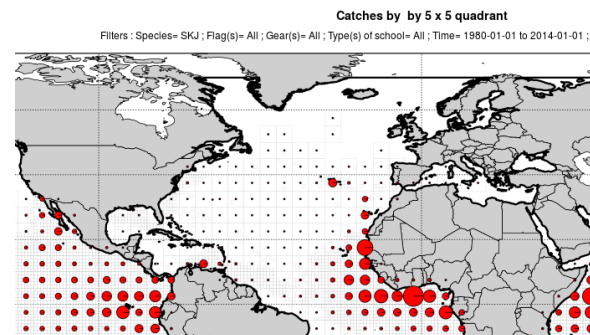 Catches by  by 5 x 5 quadrant
Filters : Species= SKJ ; Flag(s)= All ; Gear(s)= All ; Type(s) of school= All ; Time= 1980-01-01 to 2014-01-01 ;